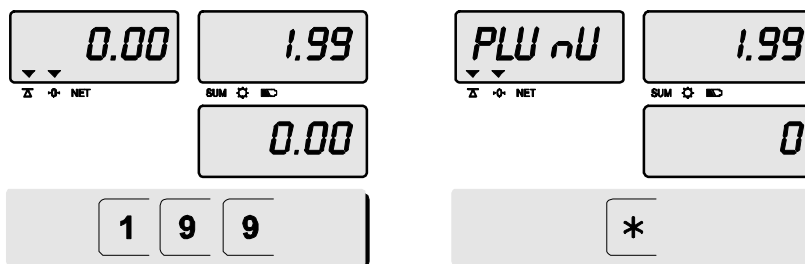 0.00 1.99
NET SUM
0.00
1 9 9
PLU nU 1.99
NET SUM
0
*